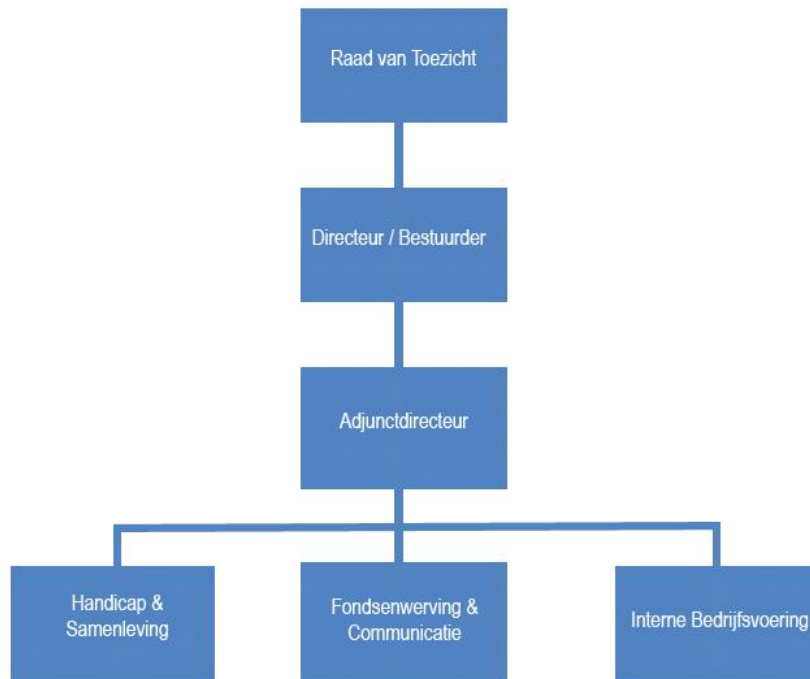 Raad van Toezicht
Directeur / Bestuurder
Adjunctdirecteur
Handicap &
Samenleving
Fondsenwerving &
Communicatie
Interne Bedrijfsvoering